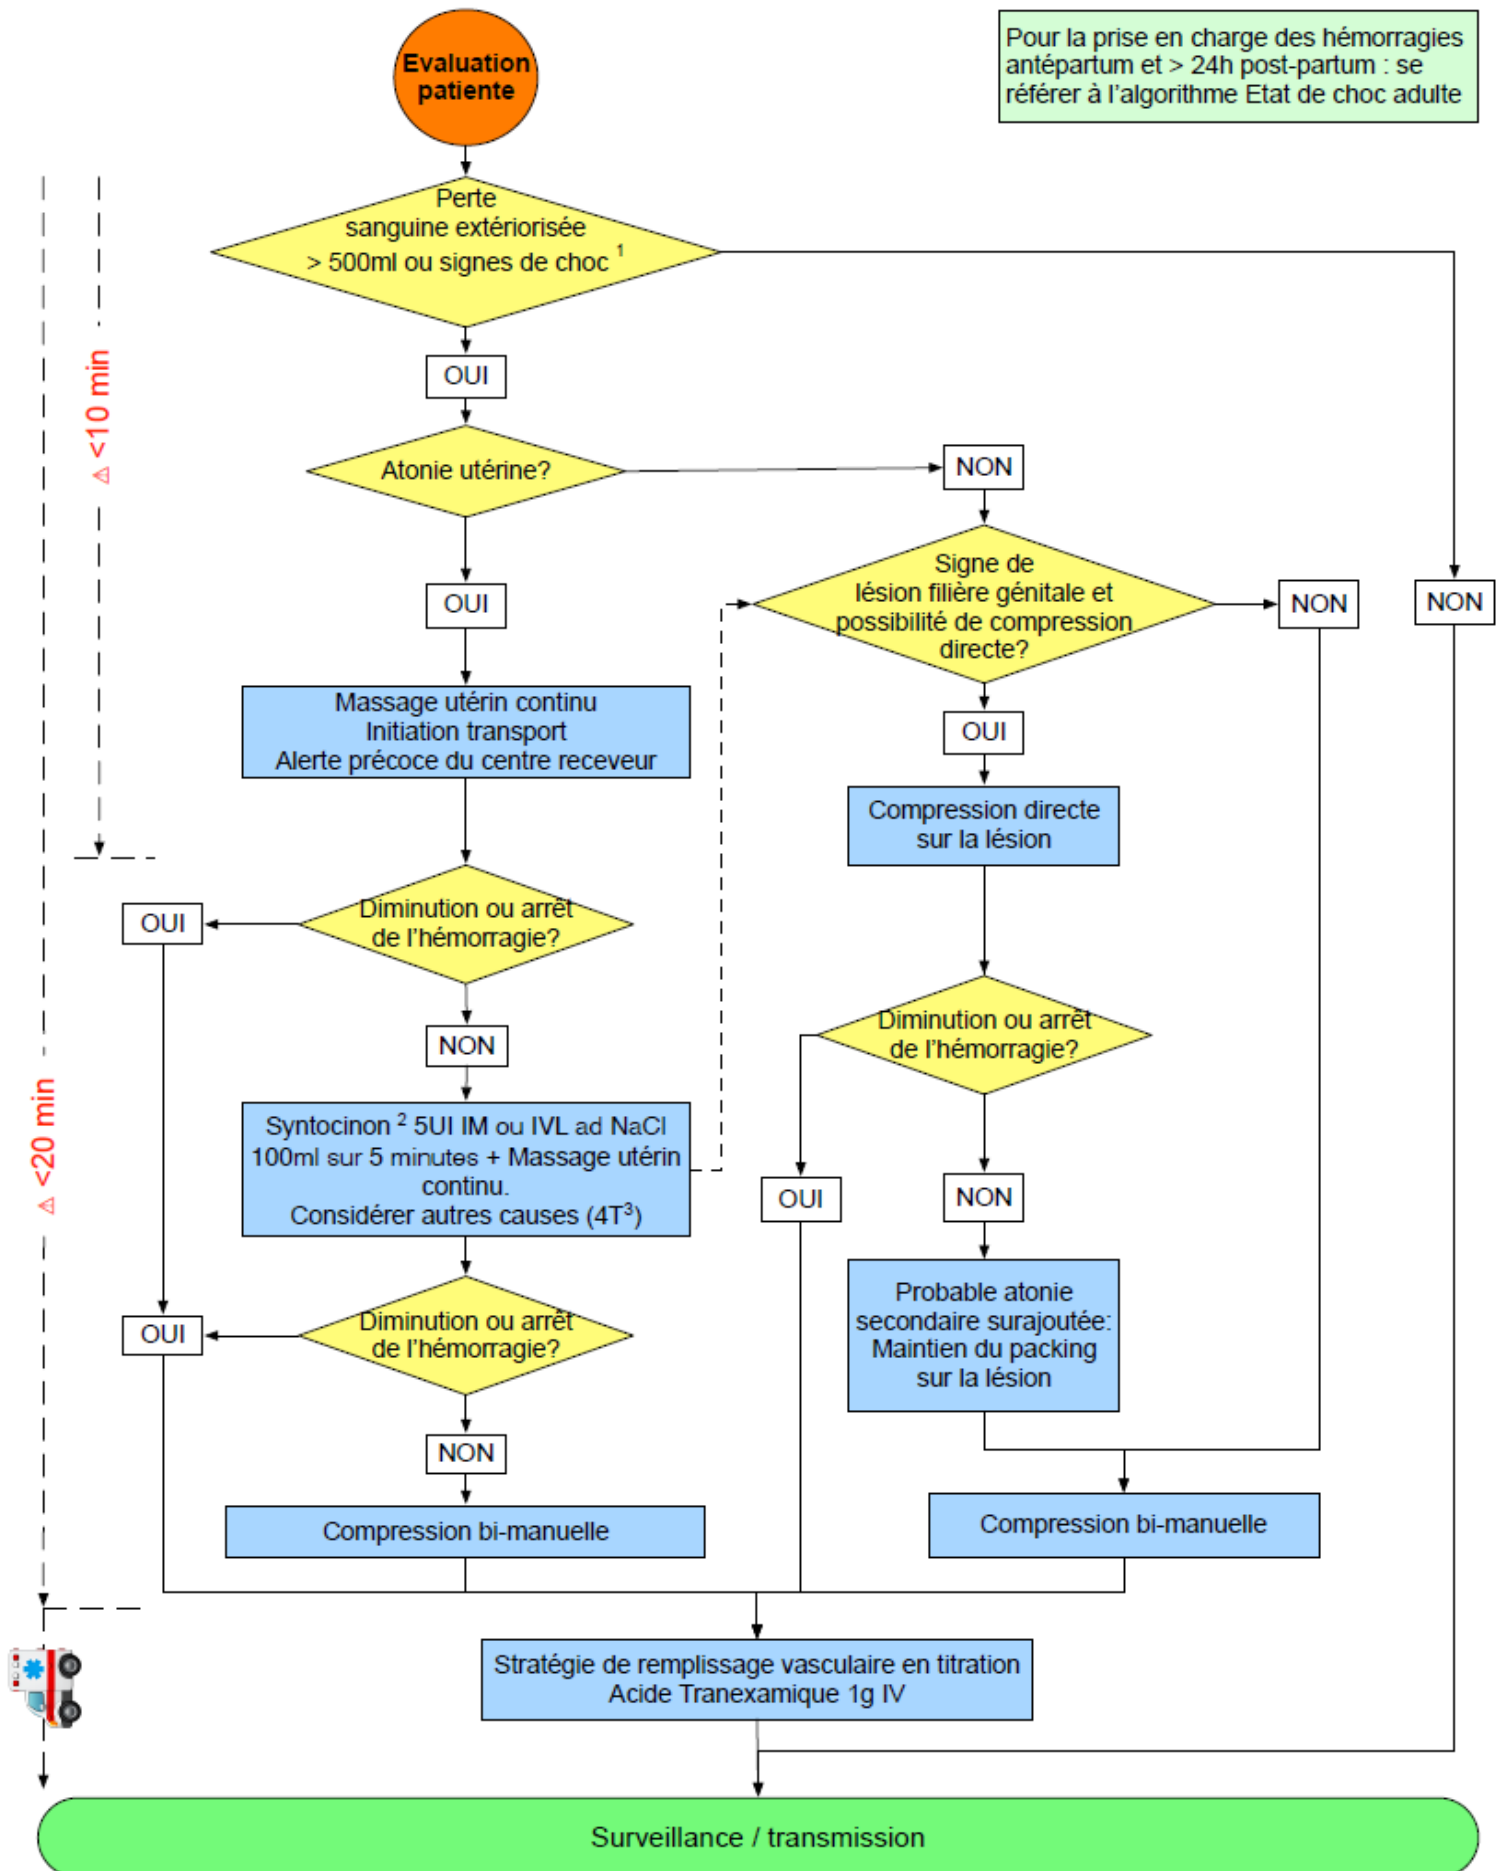 Evaluation
patiente
Pour la prise en charge des hémorragies
antépartum et > 24h post-partum : se
référer à l'algorithme Etat de choc adulte
Perte
sanguine extériorisée
> 500ml ou signes de choc 1
OUI
⚠ <10 min
Atonie utérine?
NON
OUI
Signe de
lésion filière génitale et
possibilité de compression
directe?
NON
NON
Massage utérin continu
Initiation transport
Alerte précoce du centre receveur
OUI
Compression directe
sur la lésion
Diminution ou arrêt
de l'hémorragie?
OUI
NON
Diminution ou arrêt
de l'hémorragie?
⚠ <20 min
Syntocinon 2 5UI IM ou IVL ad NaCl
100ml sur 5 minutes + Massage utérin
continu.
Considérer autres causes (4T3)
OUI
NON
Diminution ou arrêt
de l'hémorragie?
OUI
Probable atonie
secondaire surajoutée:
Maintien du packing
sur la lésion
NON
Compression bi-manuelle
Compression bi-manuelle
Stratégie de remplissage vasculaire en titration
Acide Tranexamique 1g IV
Surveillance / transmission